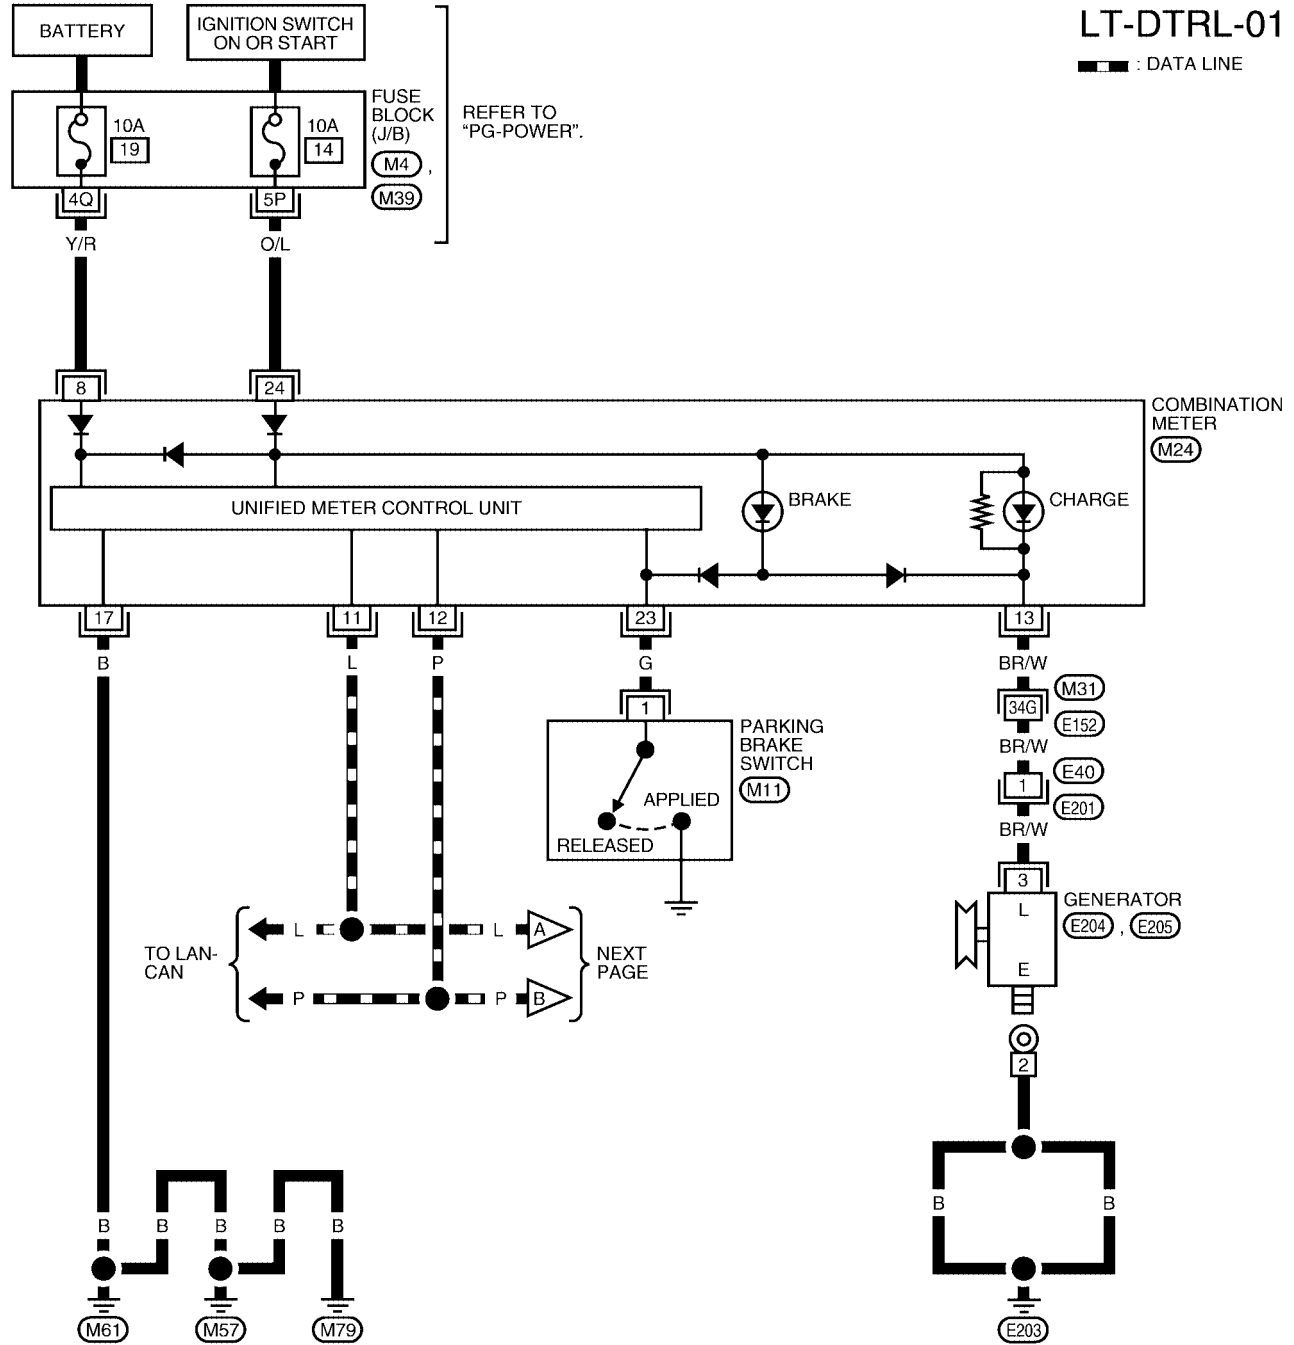 LT-DTRL-01
: DATA LINE
BATTERY
IGNITION SWITCH
ON OR START
FUSE
BLOCK
(J/B)
M4 ,
M39
REFER TO
"PG-POWER".
10A
19
10A
14
4Q
5P
Y/R
O/L
8
24
COMBINATION
METER
M24
UNIFIED METER CONTROL UNIT
BRAKE
CHARGE
17
11
12
23
13
B
L
P
G
BR/W
M31
34G
E152
BR/W
E40
1
E201
BR/W
1
PARKING
BRAKE
SWITCH
M11
APPLIED
RELEASED
3
L
E
GENERATOR
E204 , E205
2
TO LAN-
CAN
L
L
A
P
P
B
NEXT
PAGE
B
B
B
B
B
B
B
M61
M57
M79
E203